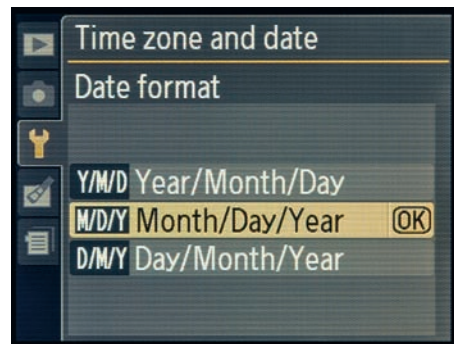 Time zone and date
Date format
Y/M/D Year/Month/Day
M/D/Y Month/Day/Year OK
D/M/Y Day/Month/Year